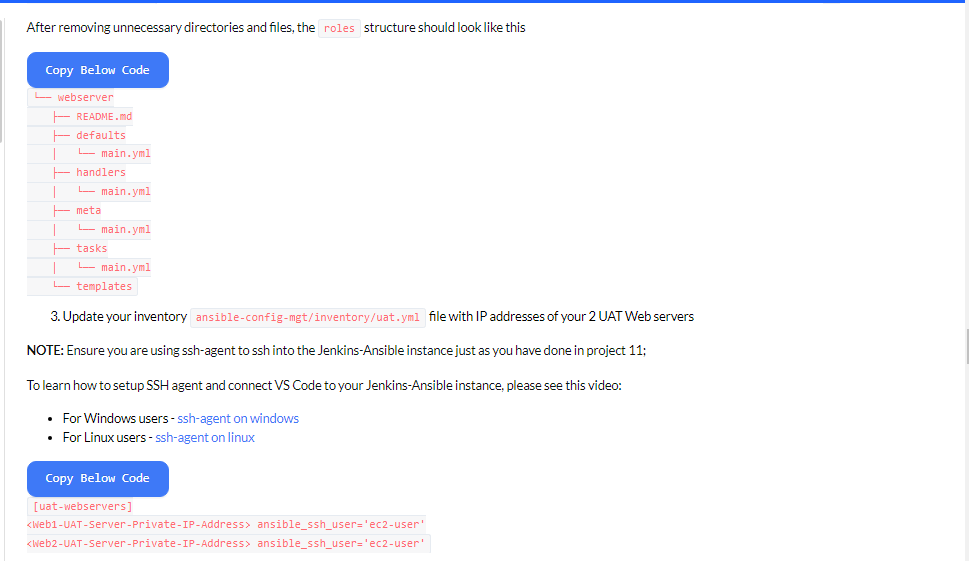 After removing unnecessary directories and files, the roles structure should look like this
Copy Below Code
└── webserver
    ├── README.md
    ├── defaults
    │   └── main.yml
    ├── handlers
    │   └── main.yml
    ├── meta
    │   └── main.yml
    ├── tasks
    │   └── main.yml
    └── templates
3. Update your inventory ansible-config-mgt/inventory/uat.yml file with IP addresses of your 2 UAT Web servers
NOTE: Ensure you are using ssh-agent to ssh into the Jenkins-Ansible instance just as you have done in project 11;
To learn how to setup SSH agent and connect VS Code to your Jenkins-Ansible instance, please see this video:
• For Windows users - ssh-agent on windows
• For Linux users - ssh-agent on linux
Copy Below Code
[uat-webservers]
<Web1-UAT-Server-Private-IP-Address> ansible_ssh_user='ec2-user'
<Web2-UAT-Server-Private-IP-Address> ansible_ssh_user='ec2-user'